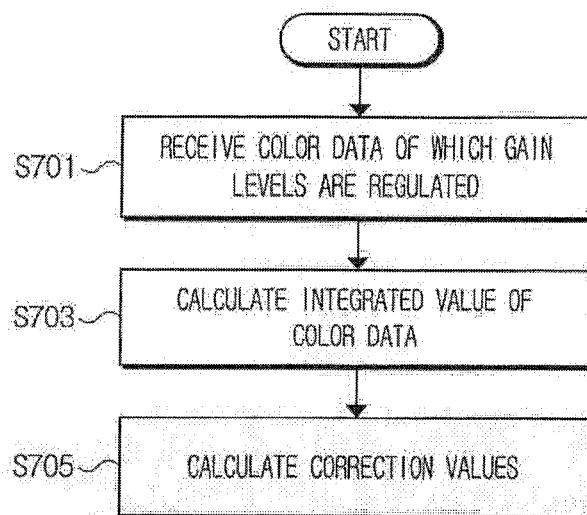 START
S701
RECEIVE COLOR DATA OF WHICH GAIN
LEVELS ARE REGULATED
S703
CALCULATE INTEGRATED VALUE OF
COLOR DATA
S705
CALCULATE CORRECTION VALUES